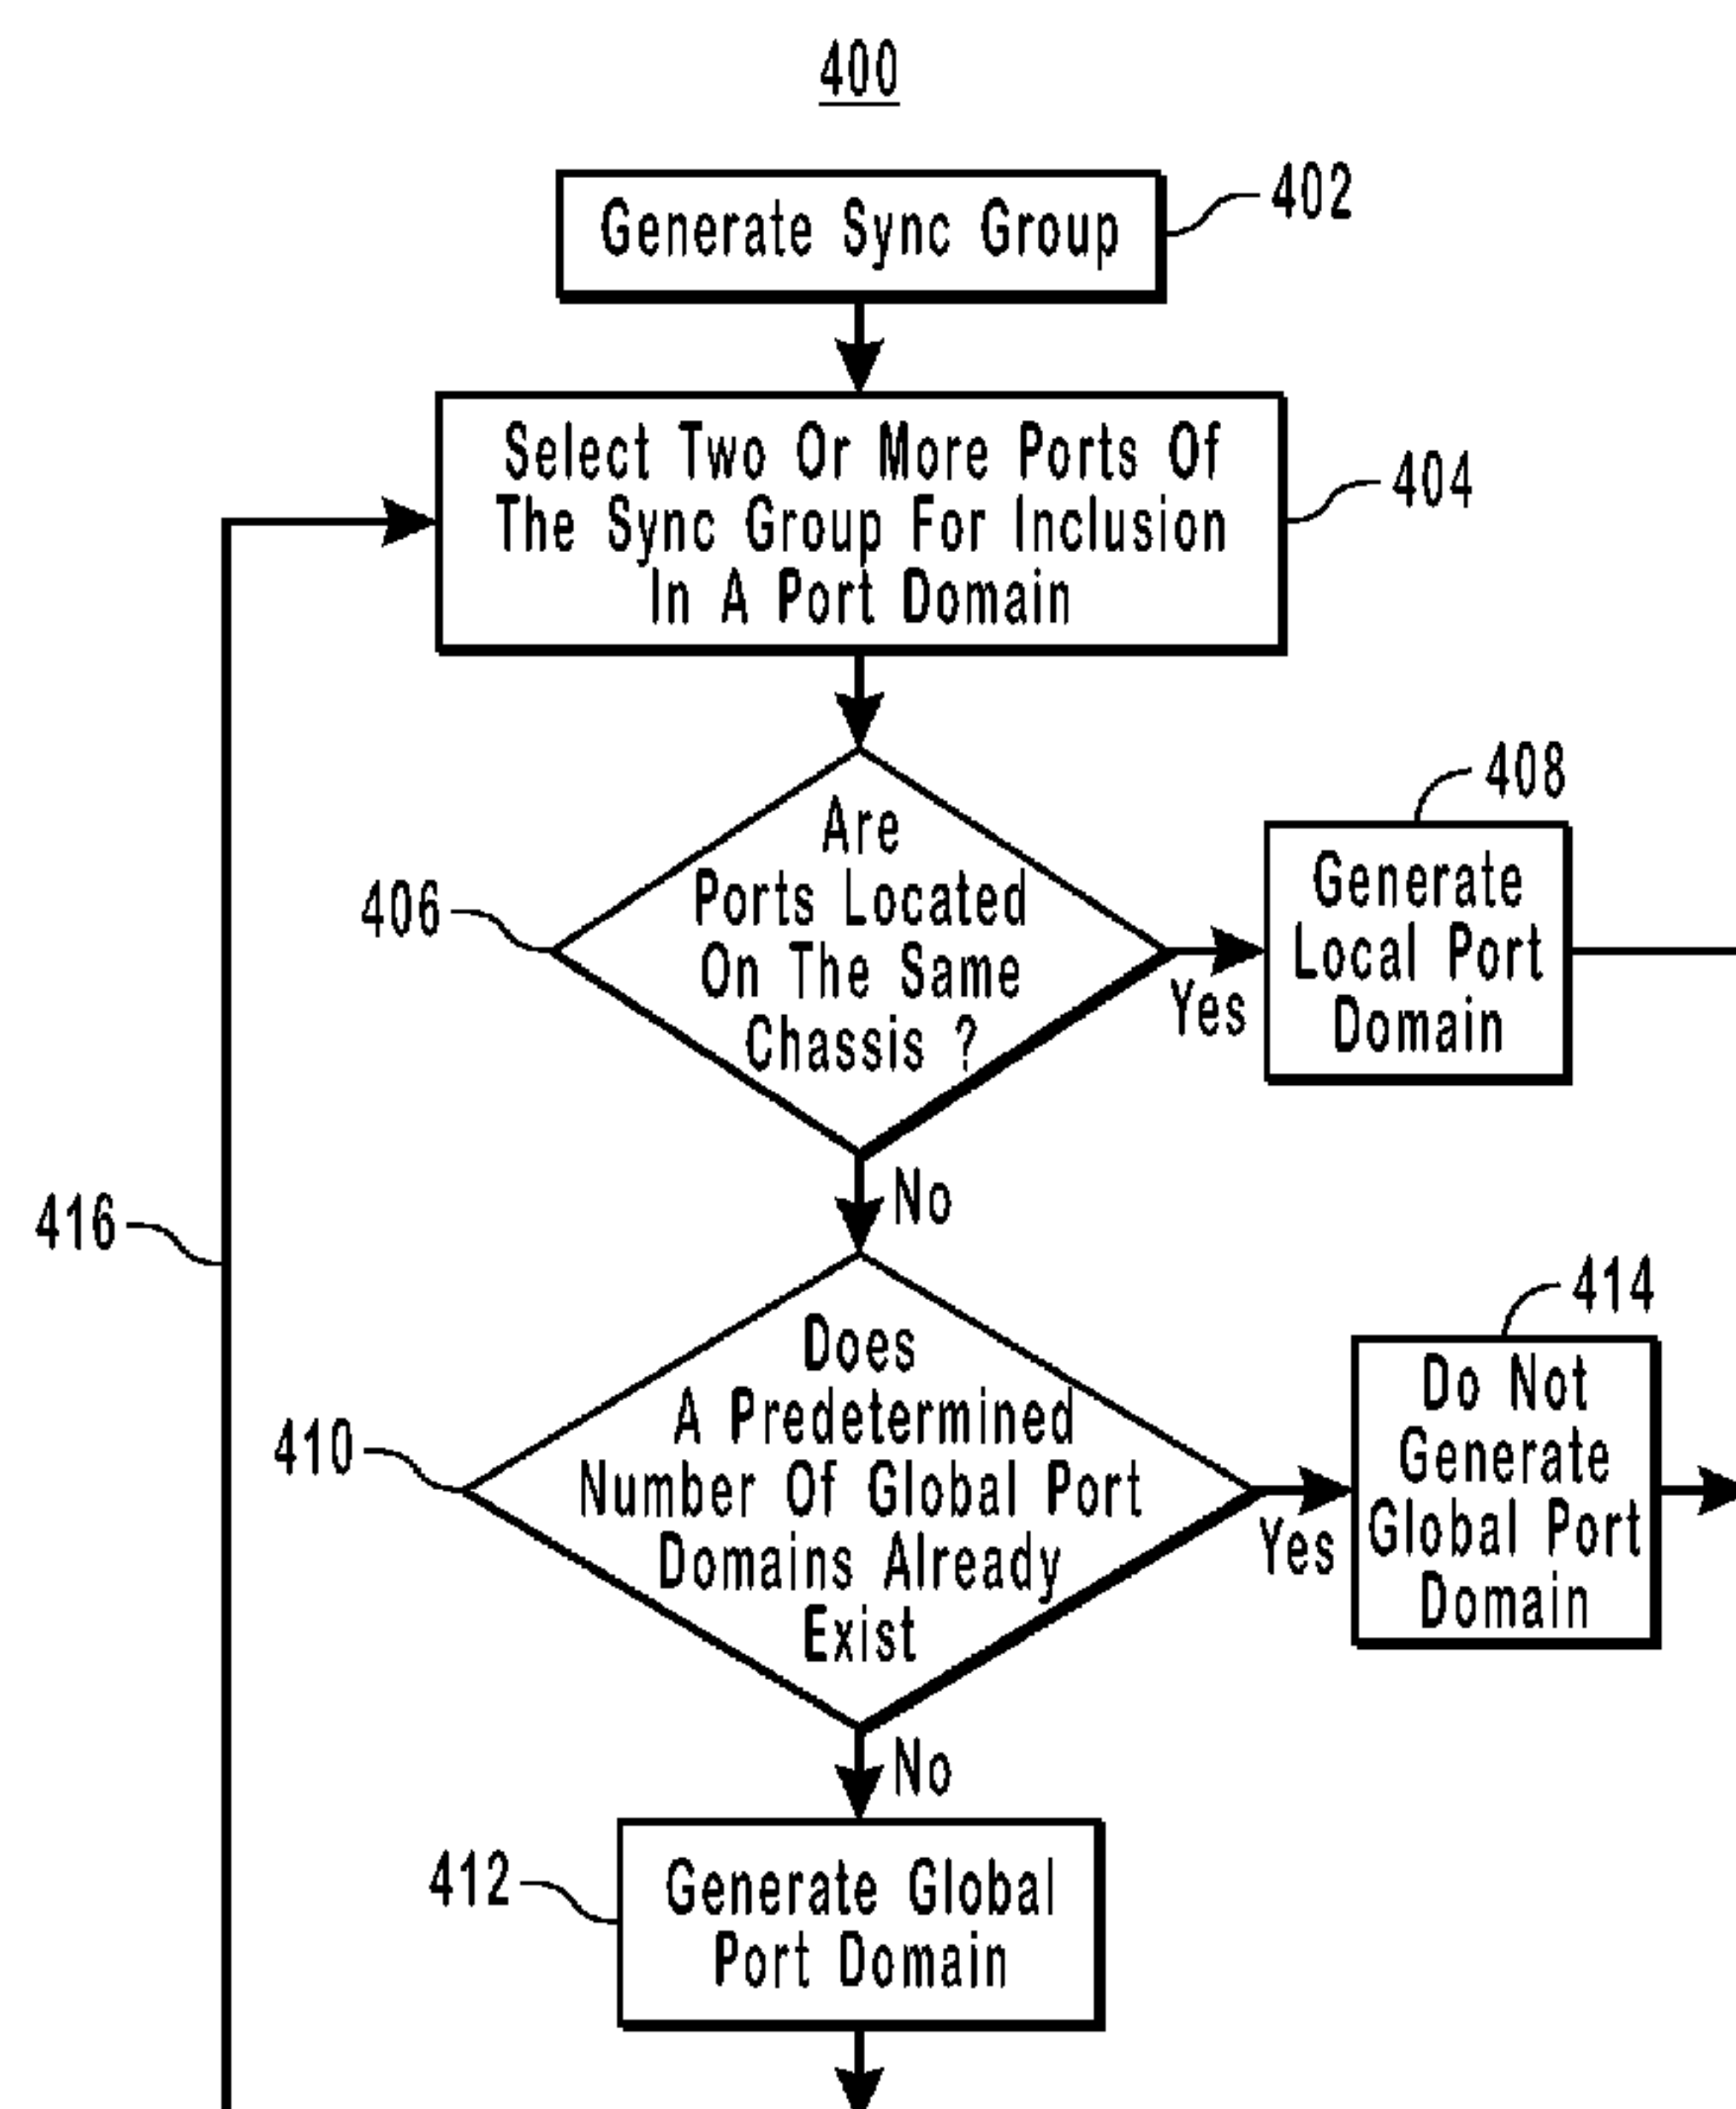 400
Generate Sync Group
402
Select Two Or More Ports Of
The Sync Group For Inclusion
In A Port Domain
404
Are
Ports Located
On The Same
Chassis ?
406
Yes
408
Generate
Local Port
Domain
No
416
Does
A Predetermined
Number Of Global Port
Domains Already
Exist
410
Yes
414
Do Not
Generate
Global Port
Domain
No
412
Generate Global
Port Domain